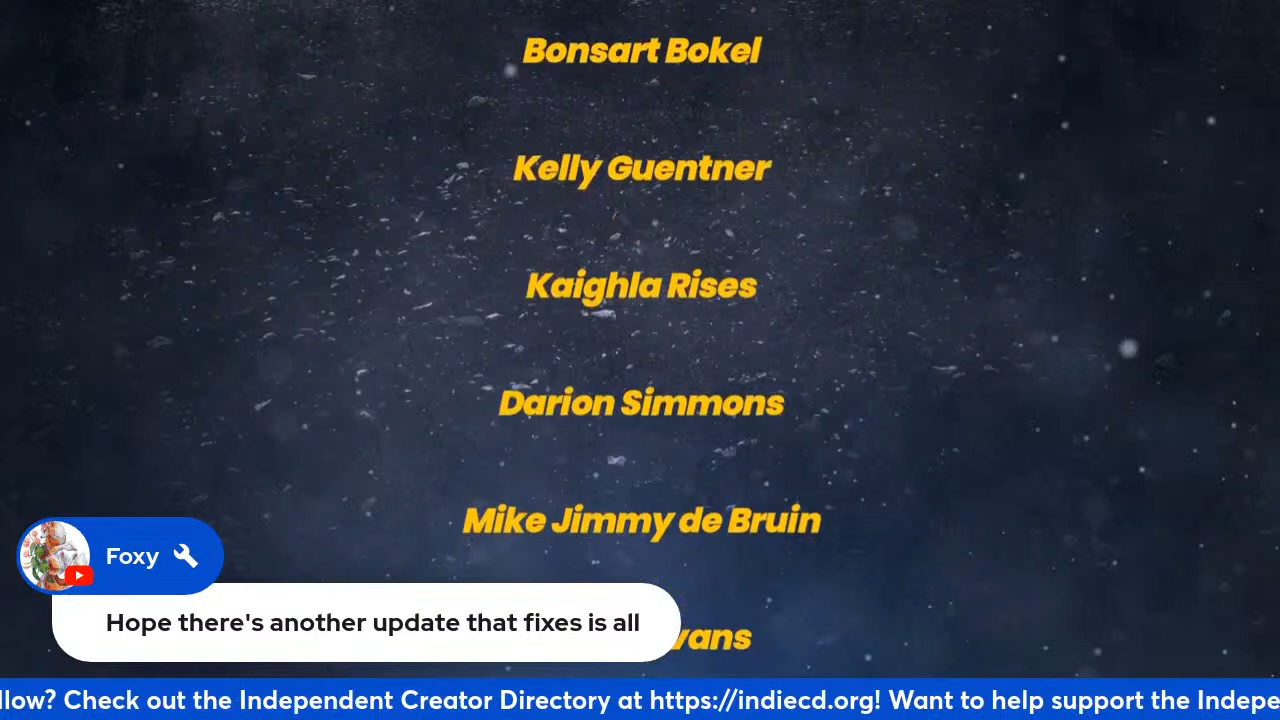 Bonsart Bokel
Kelly Guentner
Kaighla Rises
Darion Simmons
Mike Jimmy de Bruin
Foxy
Hope there's another update that fixes is all
llow? Check out the Independent Creator Directory at https://indiecd.org! Want to help support the Indepe